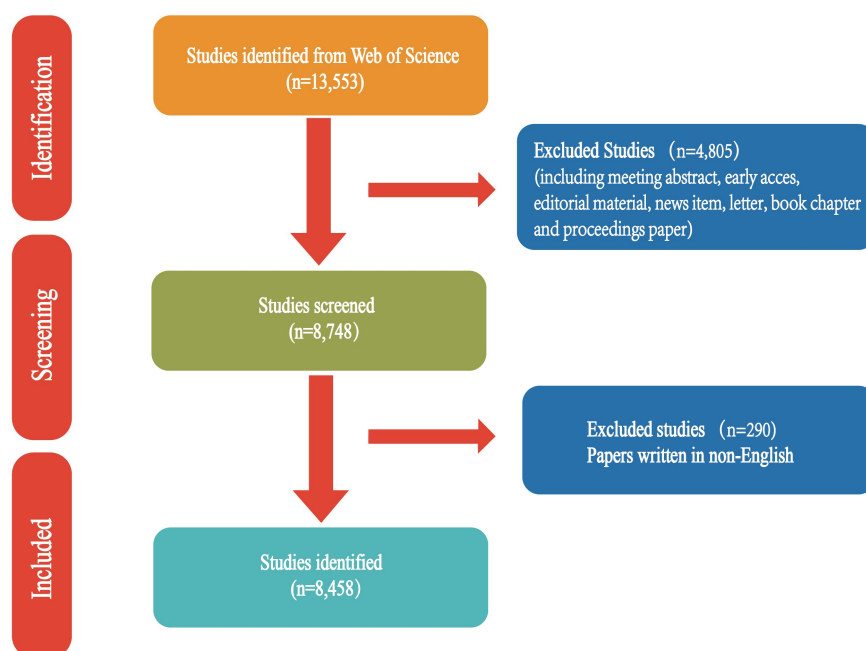 Identification
Studies identified from Web of Science
(n=13,553)
Excluded Studies （n=4,805）
(including meeting abstract, early acces,
editorial material, news item, letter, book chapter
and proceedings paper）
Screening
Studies screened
(n=8,748）
Excluded studies （n=290）
Papers written in non-English
Included
Studies identified
(n=8,458)